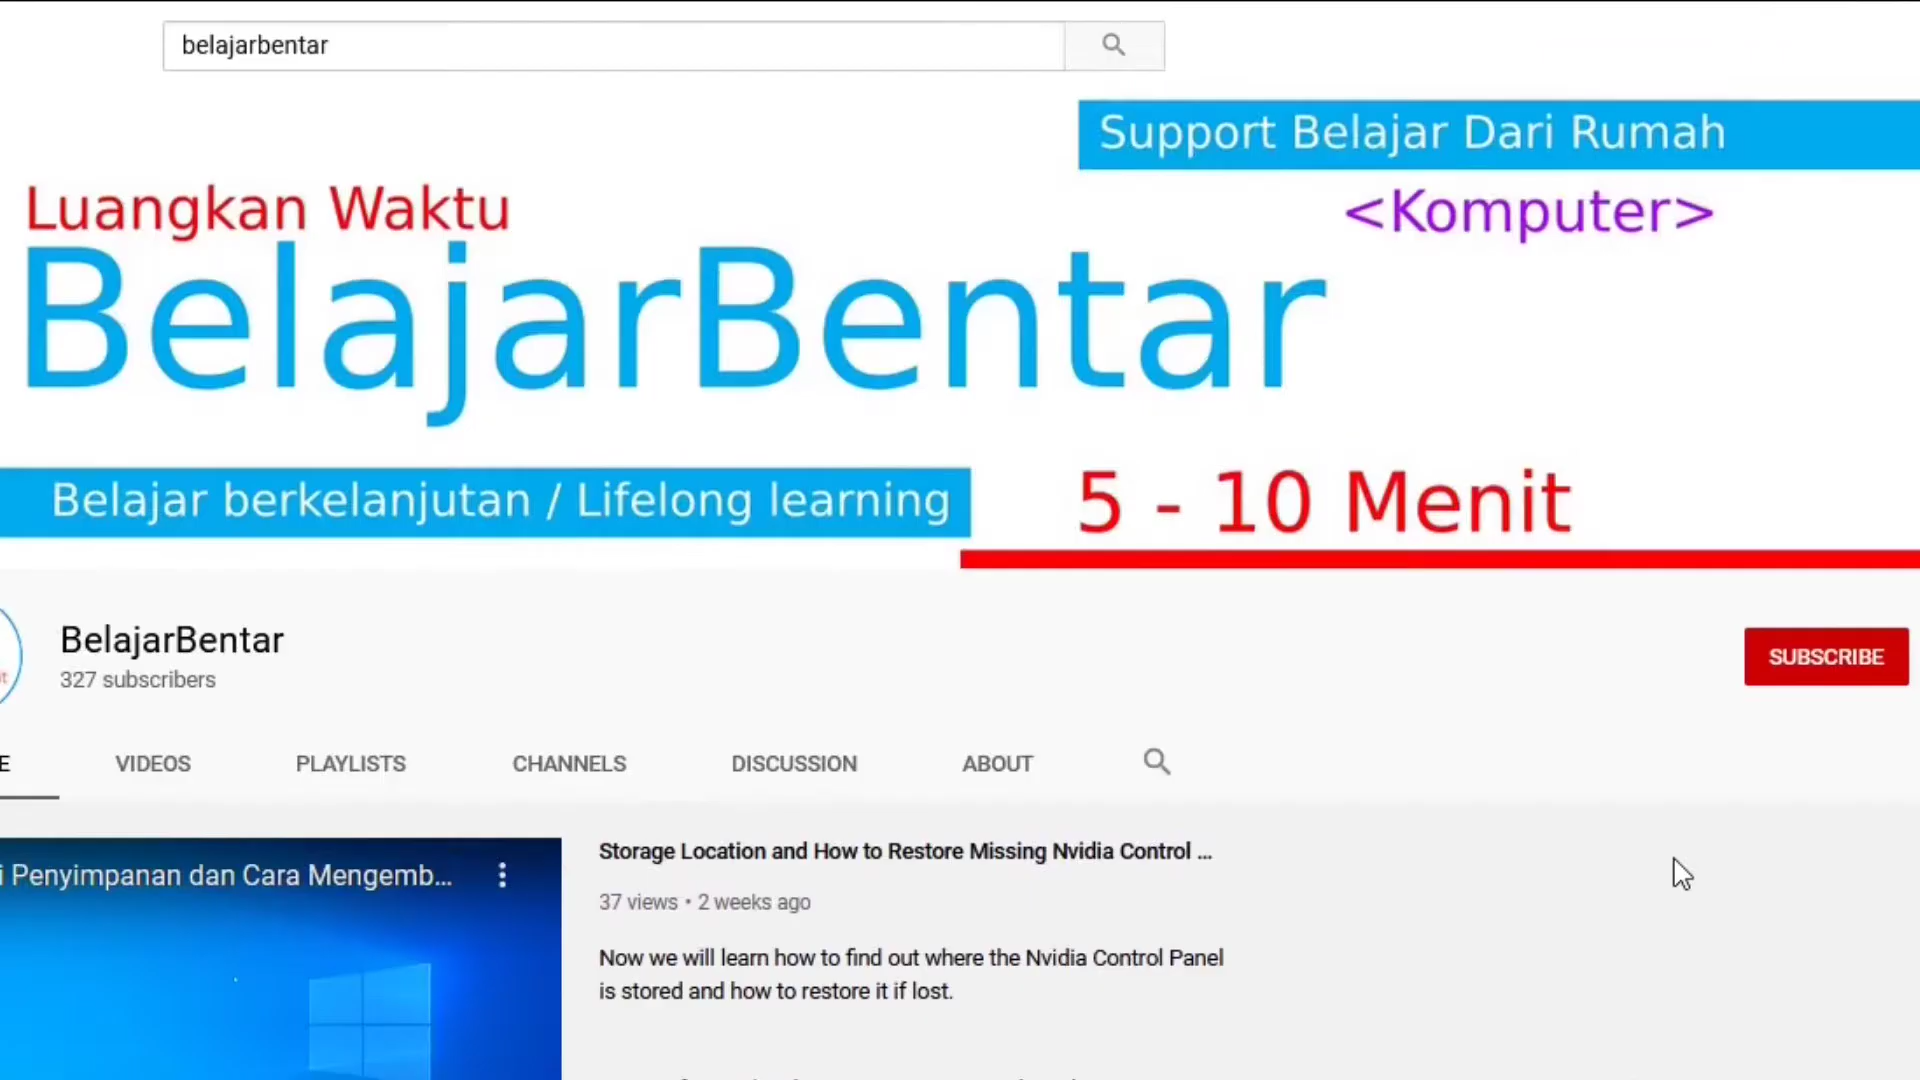 belajarbentar
Support Belajar Dari Rumah
Luangkan Waktu
<Komputer>
BelajarBentar
Belajar berkelanjutan / Lifelong learning
5 - 10 Menit
BelajarBentar
327 subscribers
SUBSCRIBE
VIDEOS
PLAYLISTS
CHANNELS
DISCUSSION
ABOUT
Penyimpanan dan Cara Mengemb...
Storage Location and How to Restore Missing Nvidia Control ...
37 views • 2 weeks ago
Now we will learn how to find out where the Nvidia Control Panel
is stored and how to restore it if lost.